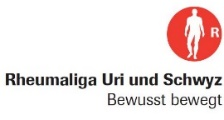 R
Rheumaliga Uri und Schwyz
Bewusst bewegt